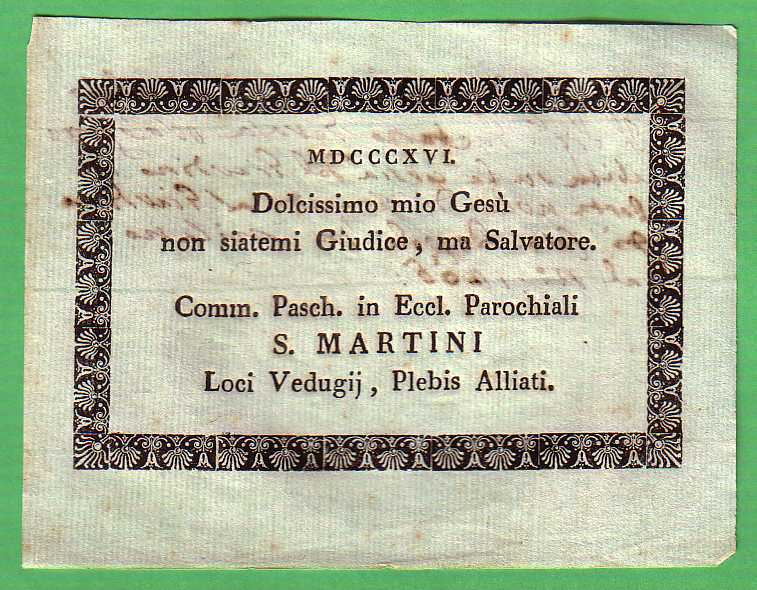 MDCCCXVI.
Dolcissimo mio Gesù
non siatemi Giudice, ma Salvatore.
Comm. Pasch. in Eccl. Parochiali
S. MARTINI
Loci Vedugij, Plebis Alliati.